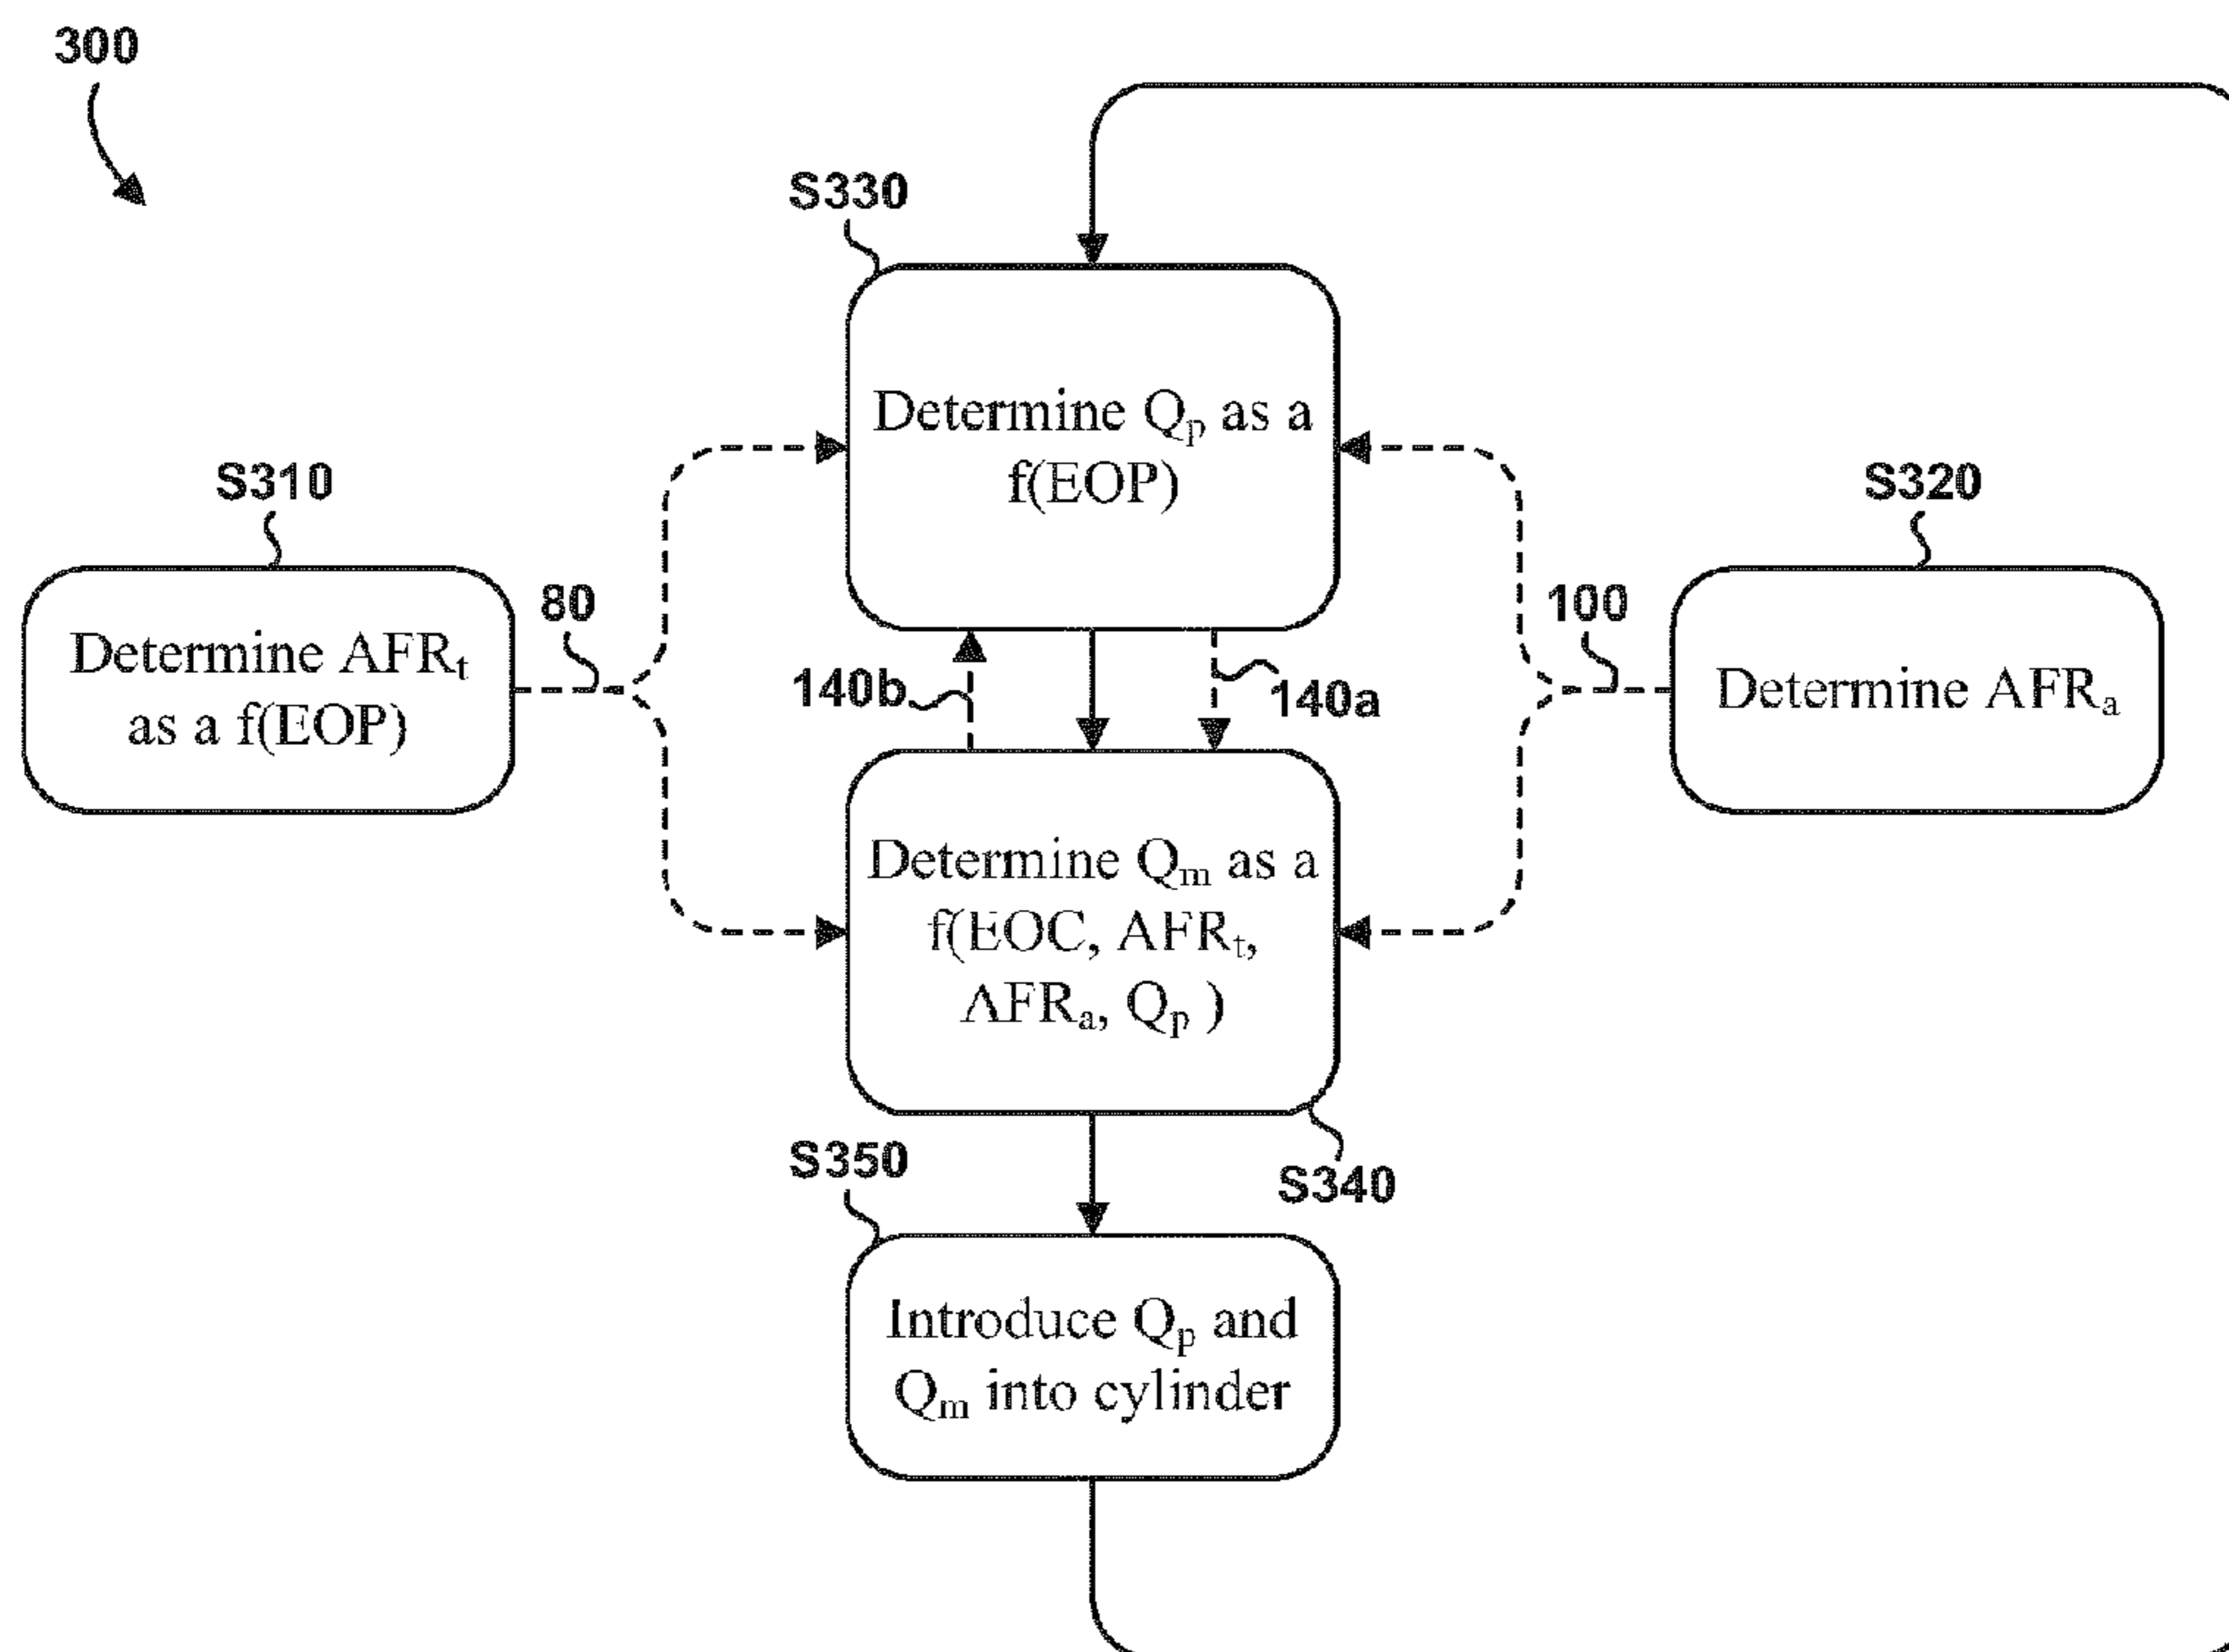 300
S330
Determine Qp as a
f(EOP)
S310
Determine AFRt
as a f(EOP)
80
S320
Determine AFRa
100
140b
140a
Determine Qm as a
f(EOC, AFRt,
AFRa, Qp )
S340
S350
Introduce Qp and
Qm into cylinder